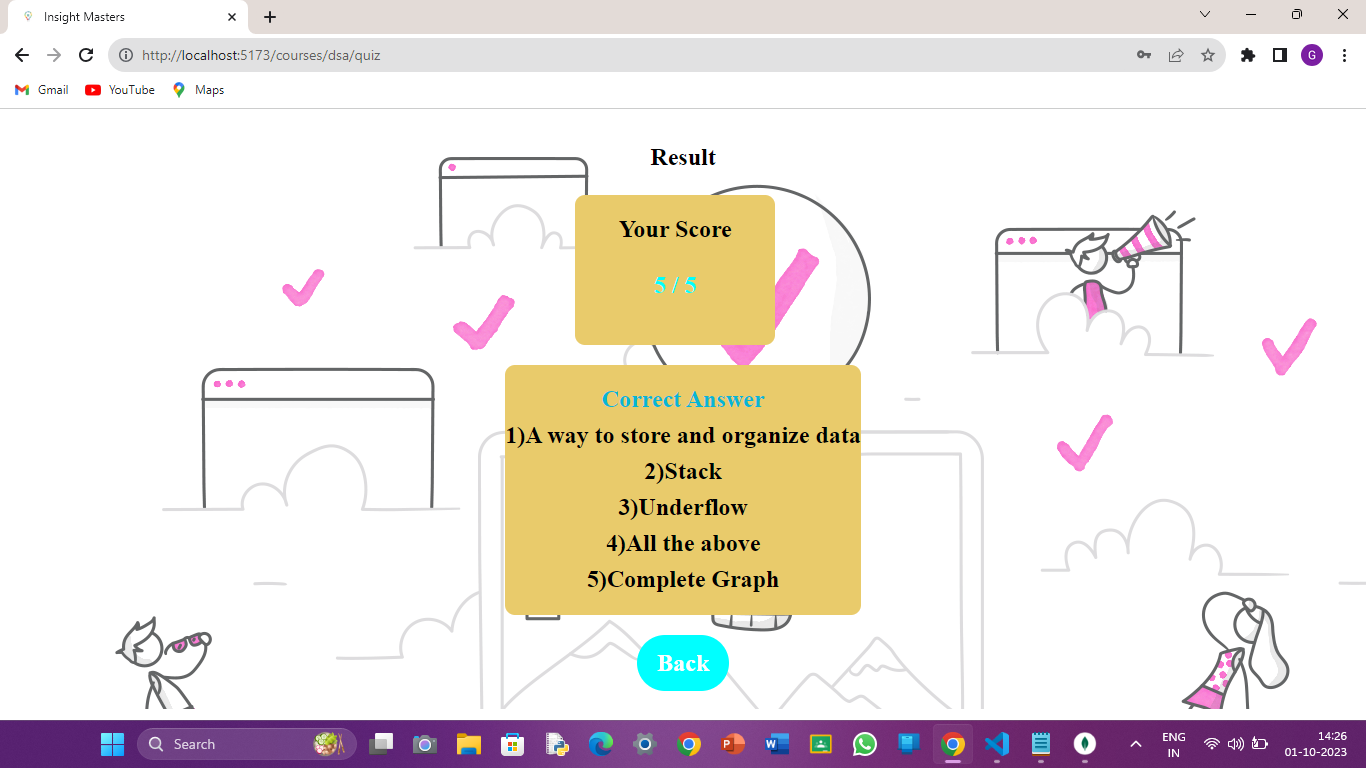 Insight Masters
http://localhost:5173/courses/dsa/quiz
G
Gmail
YouTube
Maps
Result
Your Score
5 / 5
Correct Answer
1)A way to store and organize data
2)Stack
3)Underflow
4)All the above
5)Complete Graph
Back
Search
ENG
IN
14:26
01-10-2023